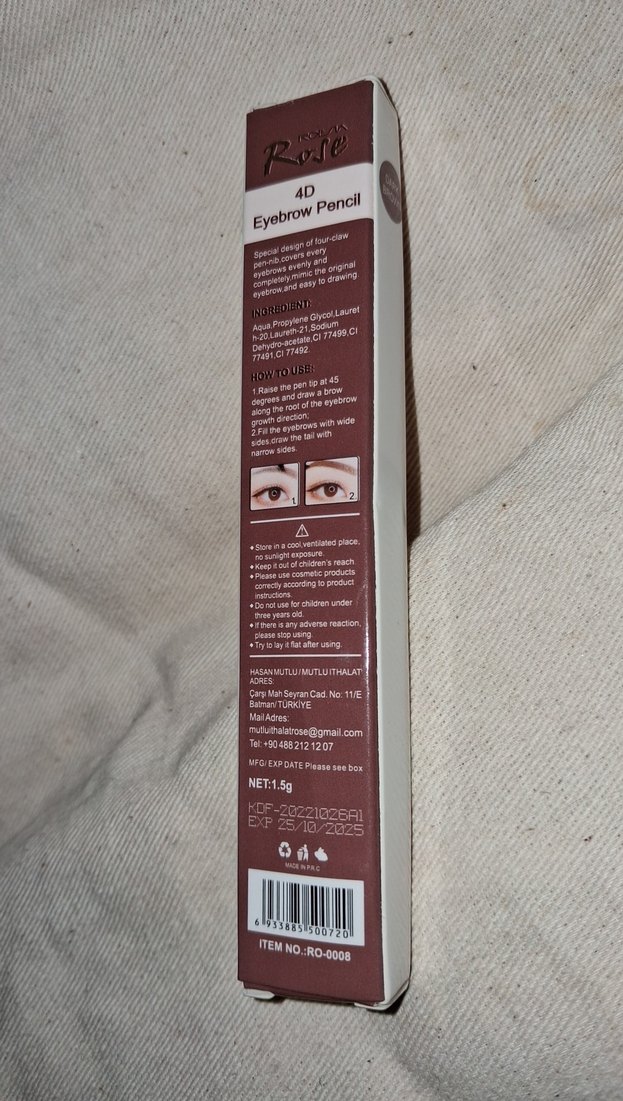 ROLVIA
Rose
4D
Eyebrow Pencil
DARK
BROWN
Special design of four-claw
pen-nib,covers every
eyebrows evenly and
completely,mimic the original
eyebrow,and easy to drawing.
INGREDIENT:
Aqua,Propylene Glycol,Lauret
h-20,Laureth-21,Sodium
Dehydro-acetate,CI 77499,CI
77491,CI 77492.
HOW TO USE:
1.Raise the pen tip at 45
degrees and draw a brow
along the root of the eyebrow
growth direction;
2.Fill the eyebrows with wide
sides,draw the tail with
narrow sides.
1. 2.
◆ Store in a cool,ventilated place,
no sunlight exposure.
◆ Keep it out of children's reach
◆ Please use cosmetic products
correctly according to product
instructions.
◆ Do not use for children under
three years old.
◆ If there is any adverse reaction,
please stop using.
◆ Try to lay it flat after using.
HASAN MUTLU / MUTLU ITHALAT
ADRES:
Çarşi Mah Seyran Cad. No: 11/E
Batman/ TÜRKİYE
Mail Adres:
mutluithalatrose@gmail.com
Tel: +90 488 212 12 07
MFG/ EXP DATE Please see box
NET:1.5g
KDF-20221026A1
EXP 25/10/2025
MADE IN P.R.C
6 933885 500720
ITEM NO.:RO-0008